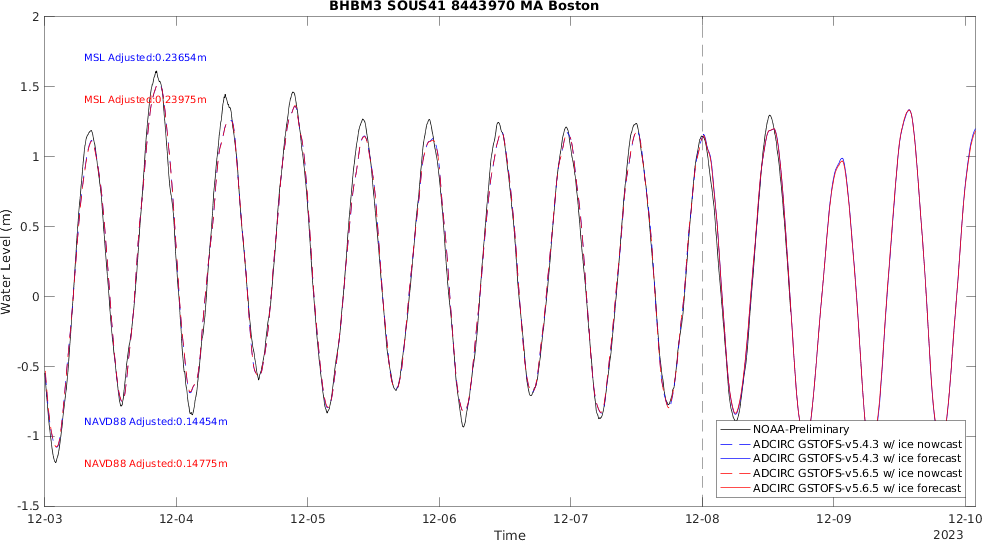 BHBM3 SOUS41 8443970 MA Boston
2
1.5
1
0.5
0
-0.5
-1
-1.5
Water Level (m)
MSL Adjusted:0.23654m
MSL Adjusted:0.23975m
NAVD88 Adjusted:0.14454m
NAVD88 Adjusted:0.14775m
NOAA-Preliminary
ADCIRC GSTOFS-v5.4.3 w/ ice nowcast
ADCIRC GSTOFS-v5.4.3 w/ ice forecast
ADCIRC GSTOFS-v5.6.5 w/ ice nowcast
ADCIRC GSTOFS-v5.6.5 w/ ice forecast
12-03 12-04 12-05 12-06 12-07 12-08 12-09 12-10
Time
2023